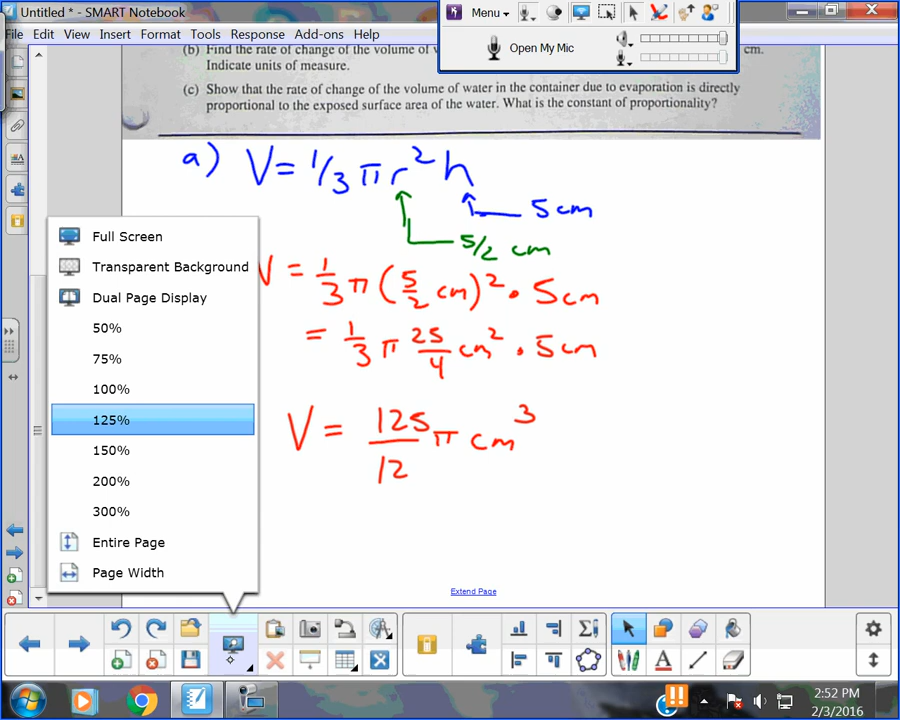 Untitled * - SMART Notebook
File Edit View Insert Format Tools Response Add-ons Help
Menu
Open My Mic
(b) Find the rate of change of the volume of w
cm.
Indicate units of measure.
(c) Show that the rate of change of the volume of water in the container due to evaporation is directly
proportional to the exposed surface area of the water. What is the constant of proportionality?
a) V = 1/3 π r² h
5 cm
5/2 cm
V = 1/3 π (5/2 cm)² • 5 cm
= 1/3 π 25/4 cm² • 5 cm
V = 125/12 π cm³
Full Screen
Transparent Background
Dual Page Display
50%
75%
100%
125%
150%
200%
300%
Entire Page
Page Width
Extend Page
2:52 PM
2/3/2016